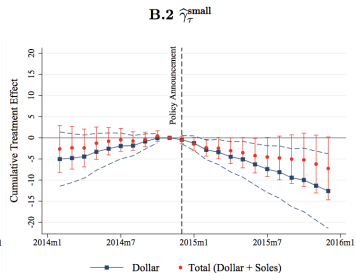 B.2 γ̂τ^small
20
15
10
5
0
-5
-10
-15
-20
Cumulative Treatment Effect
Policy Announcement
2014m1 2014m7 2015m1 2015m7 2016m1
Dollar Total (Dollar + Soles)